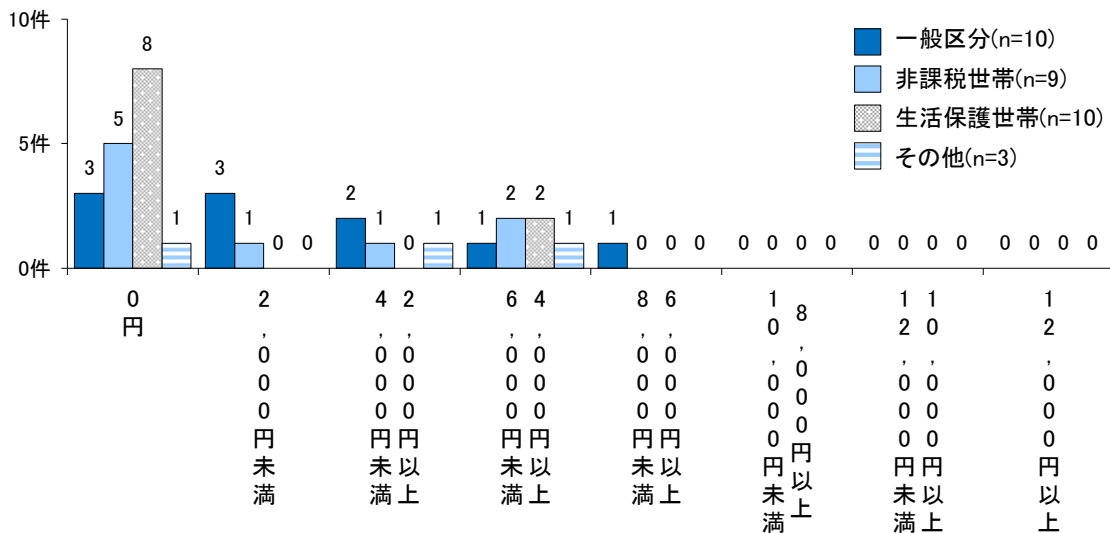 10件
5件
0件
一般区分(n=10)
非課税世帯(n=9)
生活保護世帯(n=10)
その他(n=3)
3 5 8 1
3 1 0 0
2 1 0 1
1 2 2 1
1 0 0 0
0 0 0 0
0 0 0 0
0 0 0 0
0円
2,000円未満
2,000円以上
4,000円未満
4,000円以上
6,000円未満
6,000円以上
8,000円未満
8,000円以上
10,000円未満
10,000円以上
12,000円未満
12,000円以上